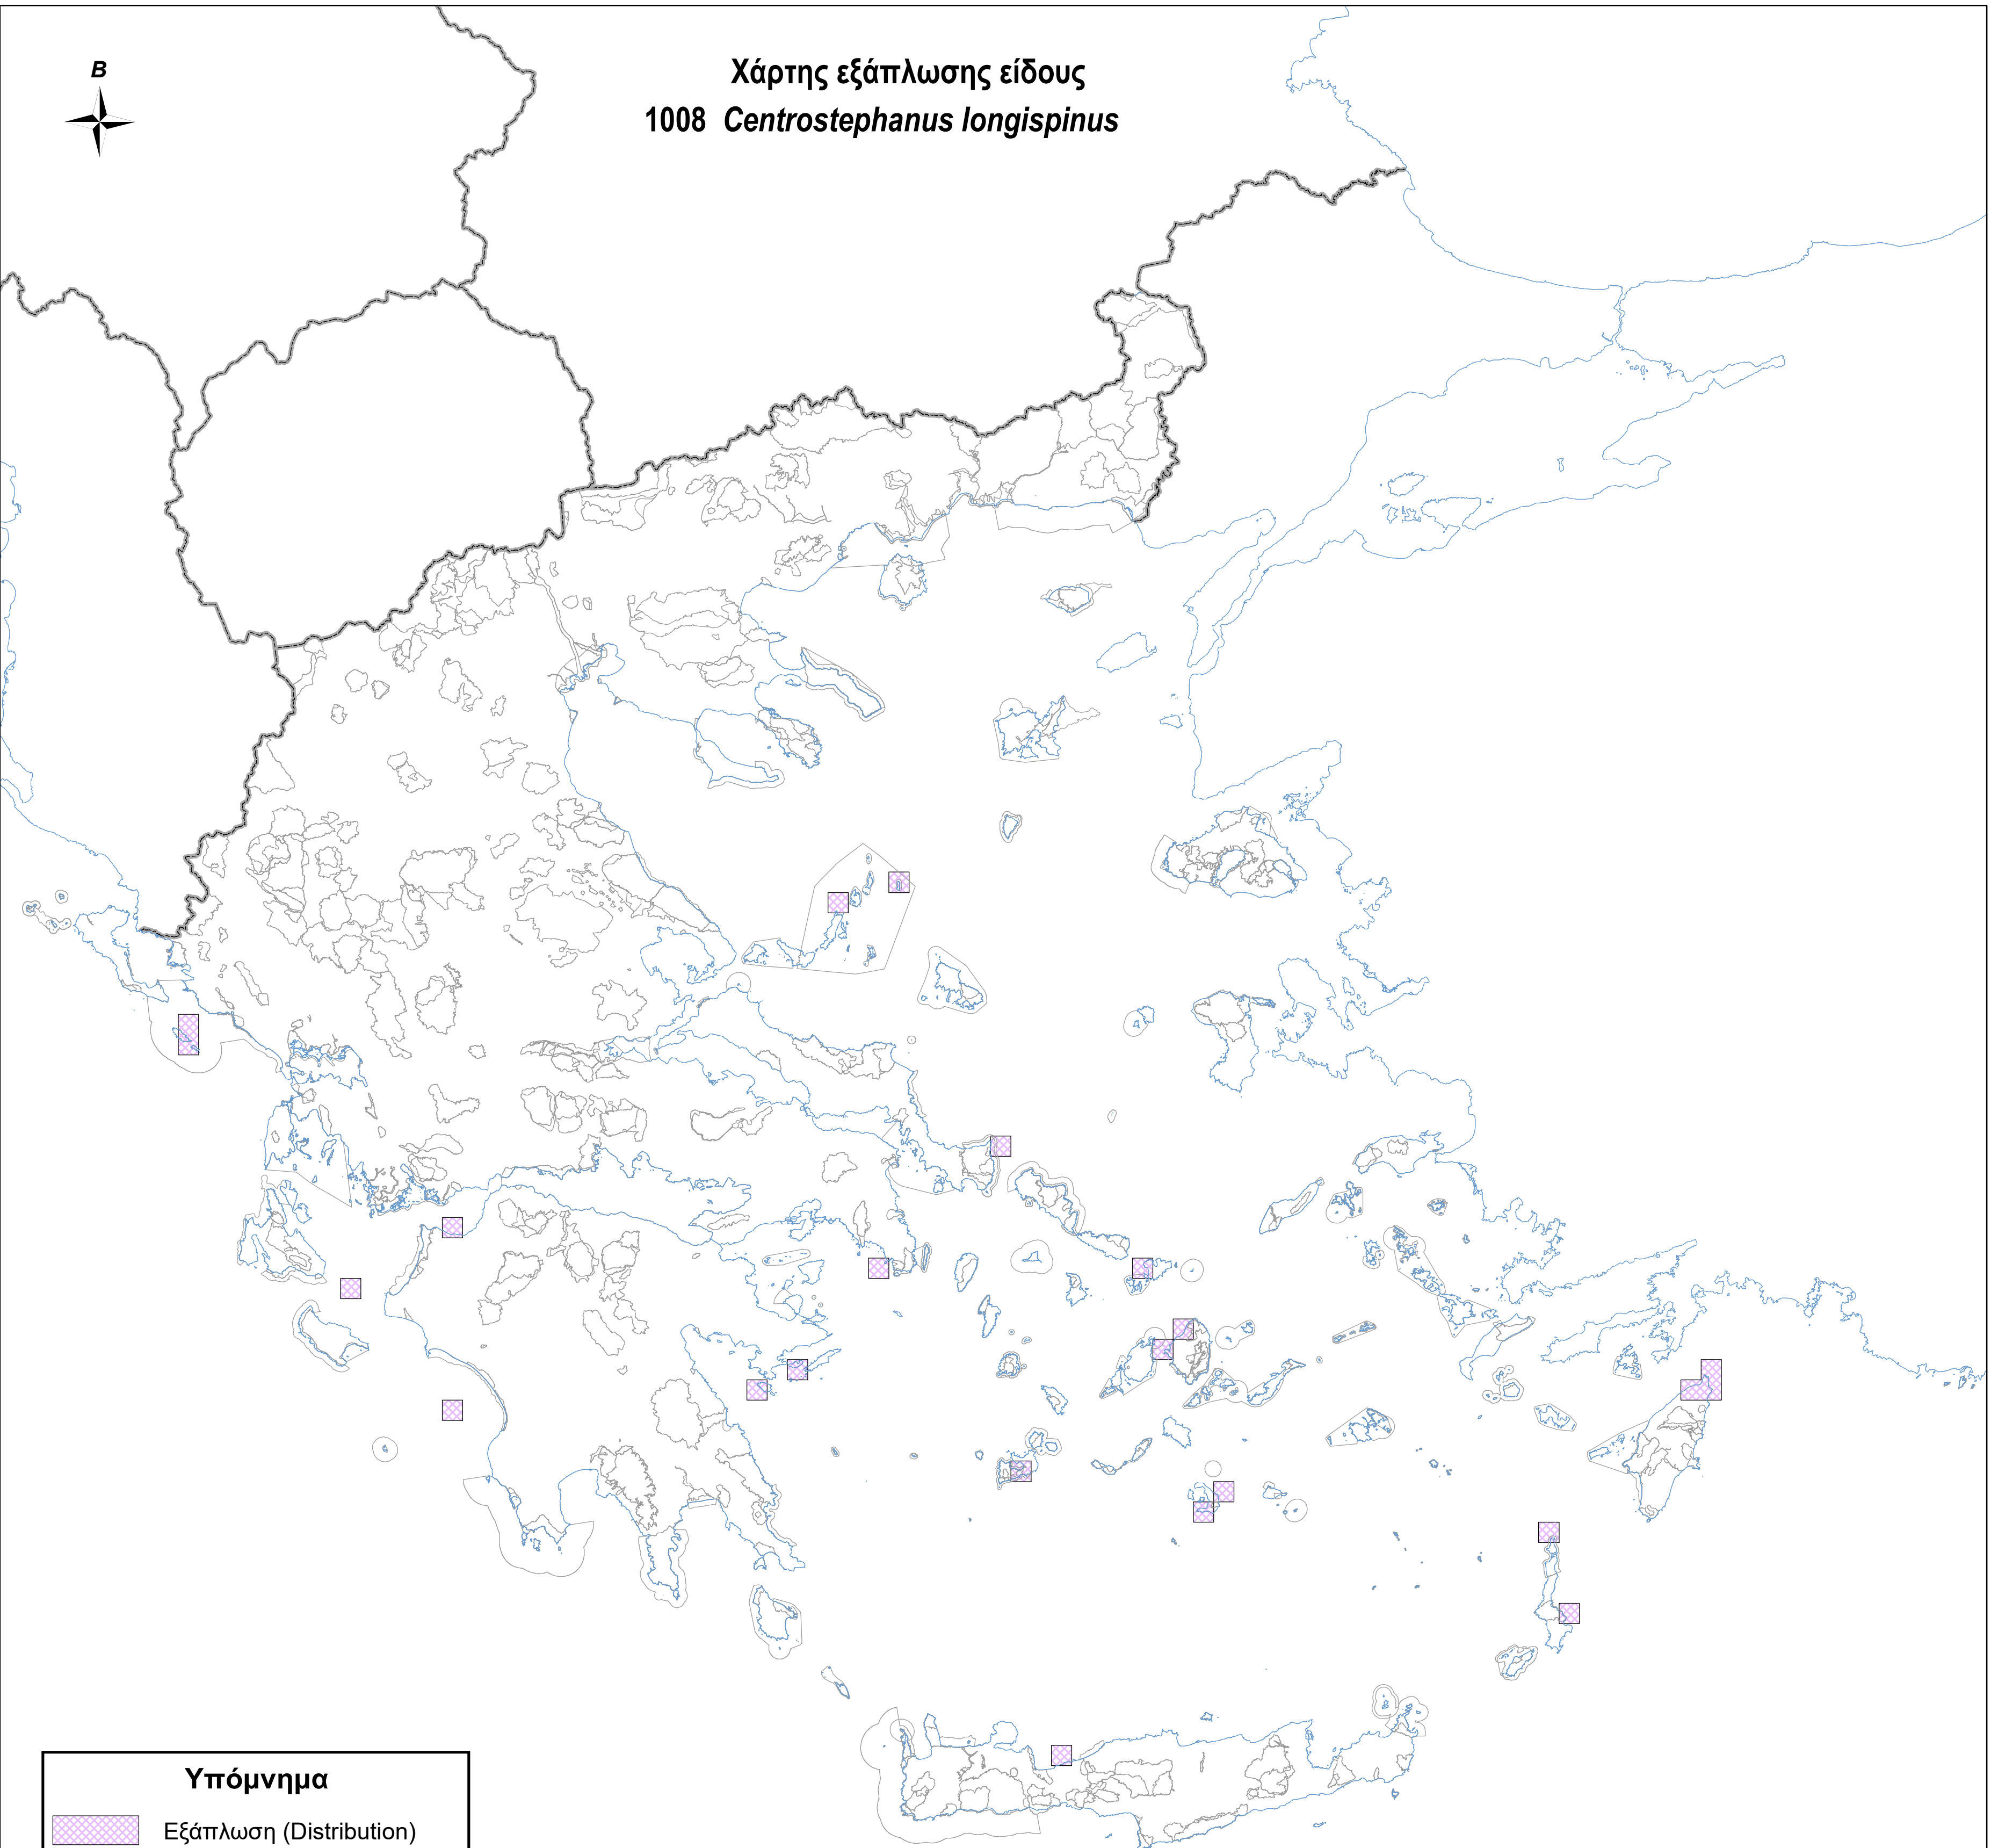 Χάρτης εξάπλωσης είδους
1008 Centrostephanus longispinus
B
Υπόμνημα
Εξάπλωση (Distribution)